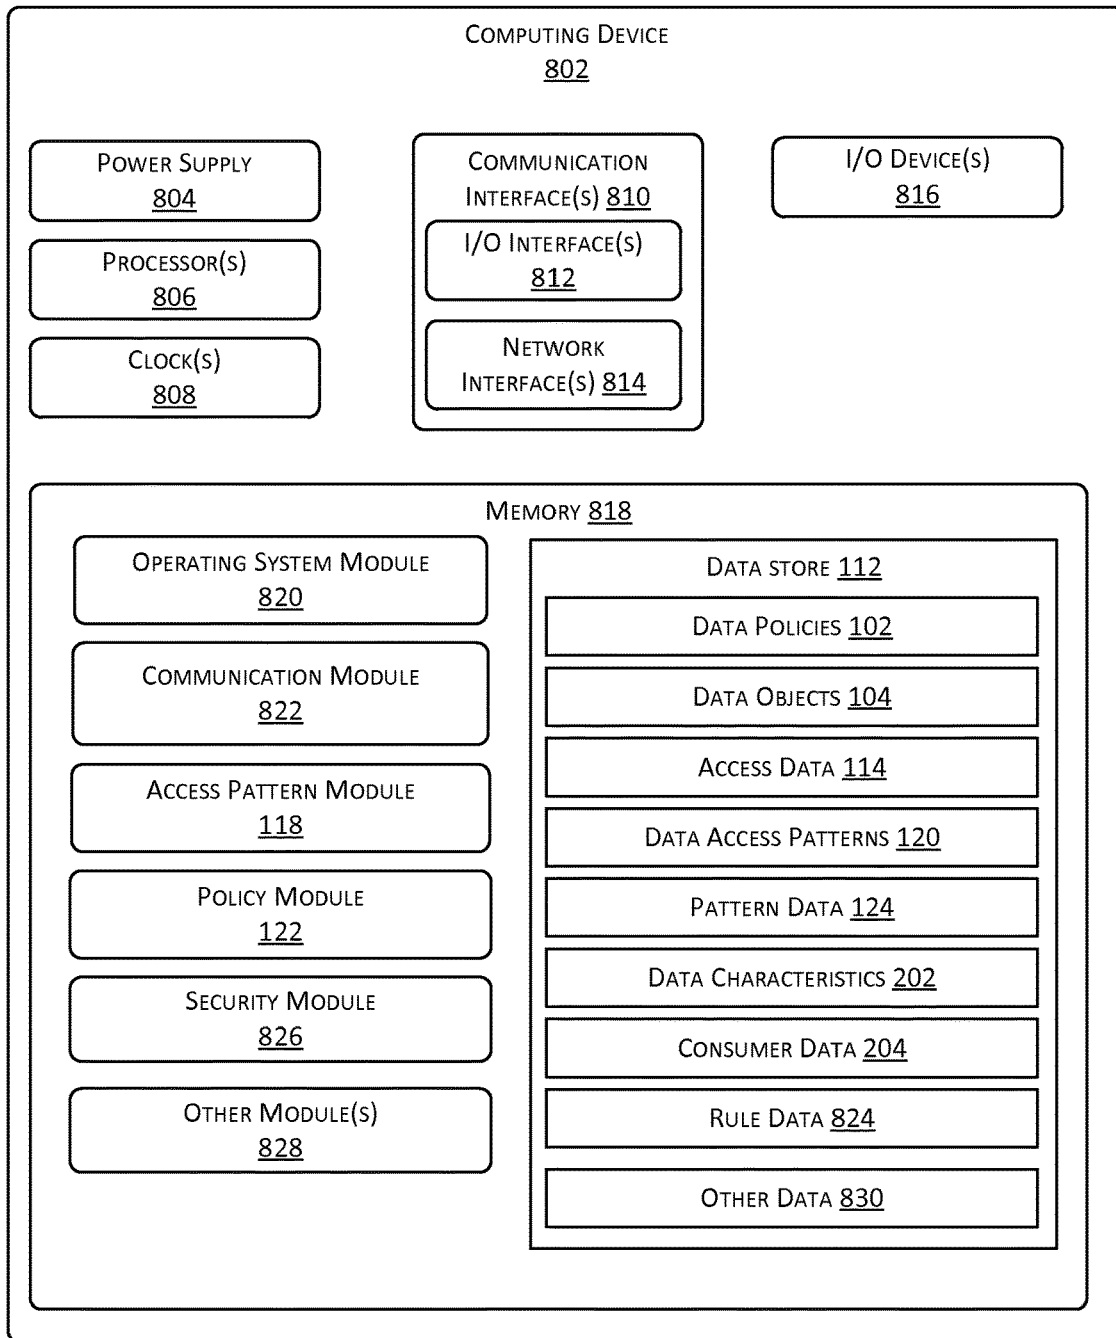 Computing Device
802
Power Supply
804
Processor(s)
806
Clock(s)
808
Communication
Interface(s) 810
I/O Interface(s)
812
Network
Interface(s) 814
I/O Device(s)
816
Memory 818
Operating System Module
820
Communication Module
822
Access Pattern Module
118
Policy Module
122
Security Module
826
Other Module(s)
828
Data store 112
Data Policies 102
Data Objects 104
Access Data 114
Data Access Patterns 120
Pattern Data 124
Data Characteristics 202
Consumer Data 204
Rule Data 824
Other Data 830